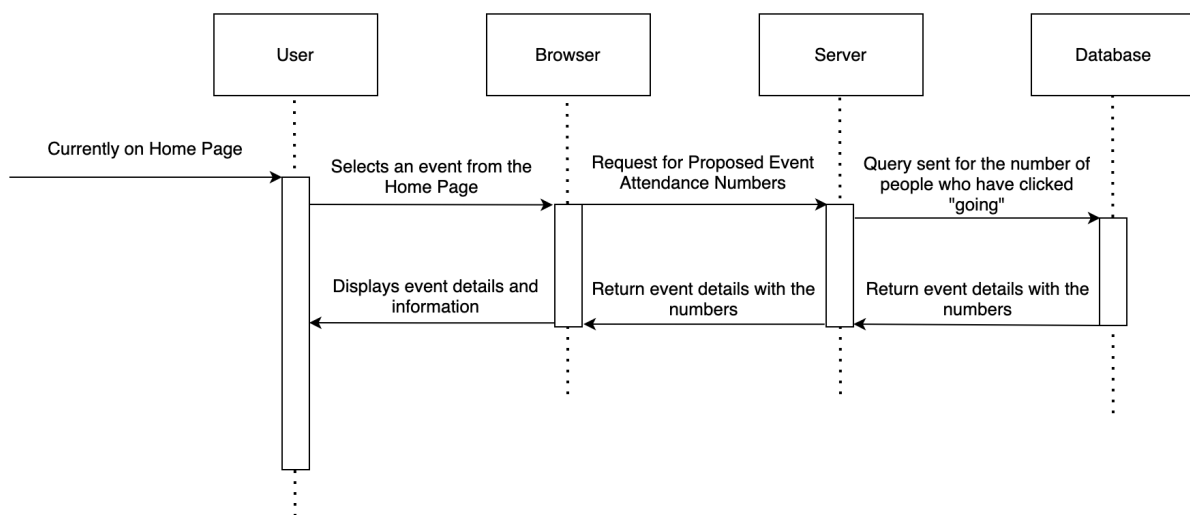 User
Browser
Server
Database
Currently on Home Page
Selects an event from the
Home Page
Request for Proposed Event
Attendance Numbers
Query sent for the number of
people who have clicked
"going"
Displays event details and
information
Return event details with the
numbers
Return event details with the
numbers